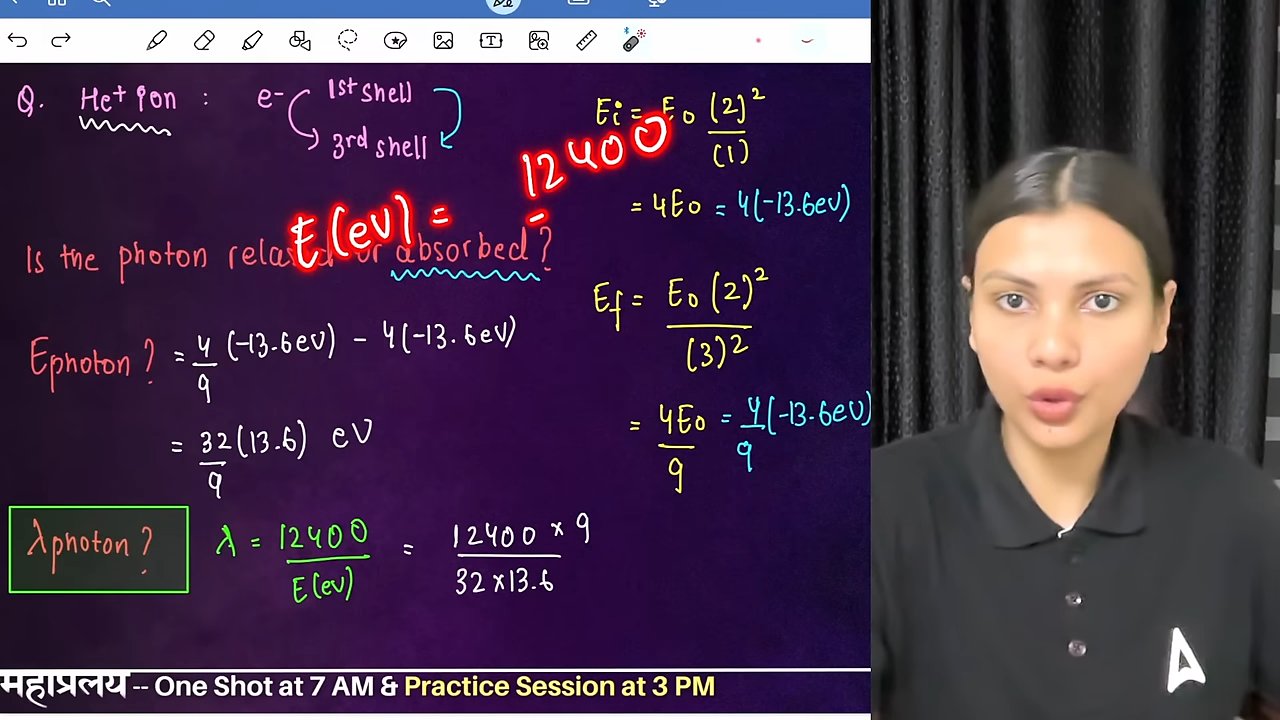 Q. He+ ion : e- 1st shell
3rd shell
E(eV) = 12400
Is the photon or absorbed?
Ephoton? = 4/9 (-13.6eV) - 4(-13.6eV)
= 32/9 (13.6) eV
λphoton? λ = 12400/E(eV) = 12400 × 9/32×13.6
Ei = E0 (2)²/(1)
= 4E0 = 4(-13.6eV)
Ef = E0(2)²/(3)²
= 4E0/9 = 4/9(-13.6eV)
महाप्रलय -- One Shot at 7 AM & Practice Session at 3 PM